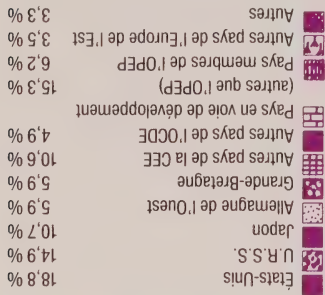 États-Unis 18,8 %
U.R.S.S. 14,9 %
Japon 10,7 %
Allemagne de l'Ouest 5,9 %
Grande-Bretagne 5,9 %
Autres pays de la CEE 10,6 %
Autres pays de l'OCDE 4,9 %
Pays en voie de développement
(autres que l'OPEP) 15,3 %
Pays membres de l'OPEP 6,2 %
Autres pays de l'Europe de l'Est 3,5 %
Autres 3,3 %